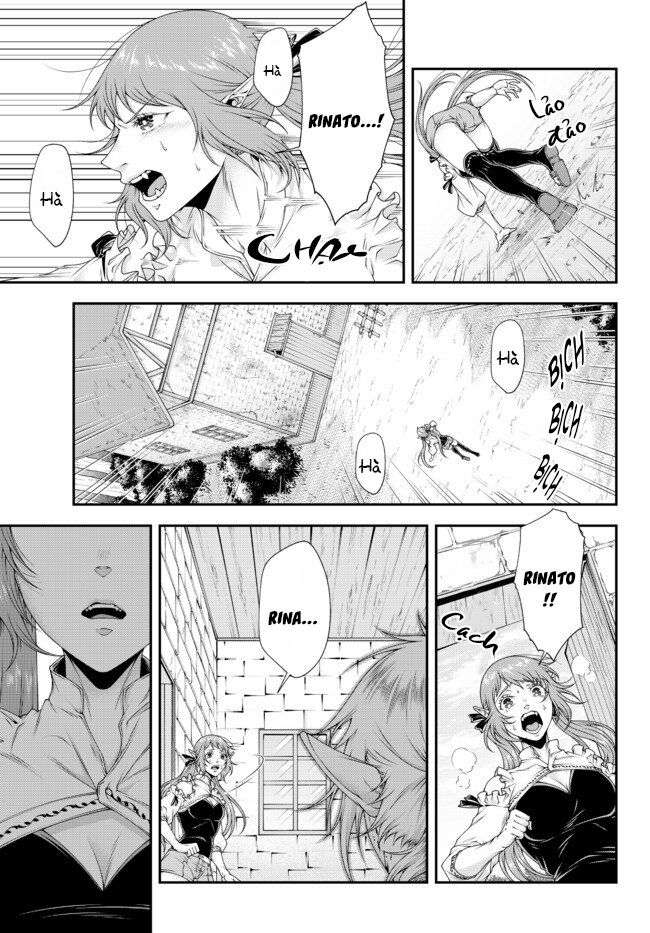 Lảo
đảo
Hà
RINATO...!
Hà
CHẠY
Hà
BỊCH
BỊCH
BỊCH
Hà
RINATO
!!
Cạch
RINA...